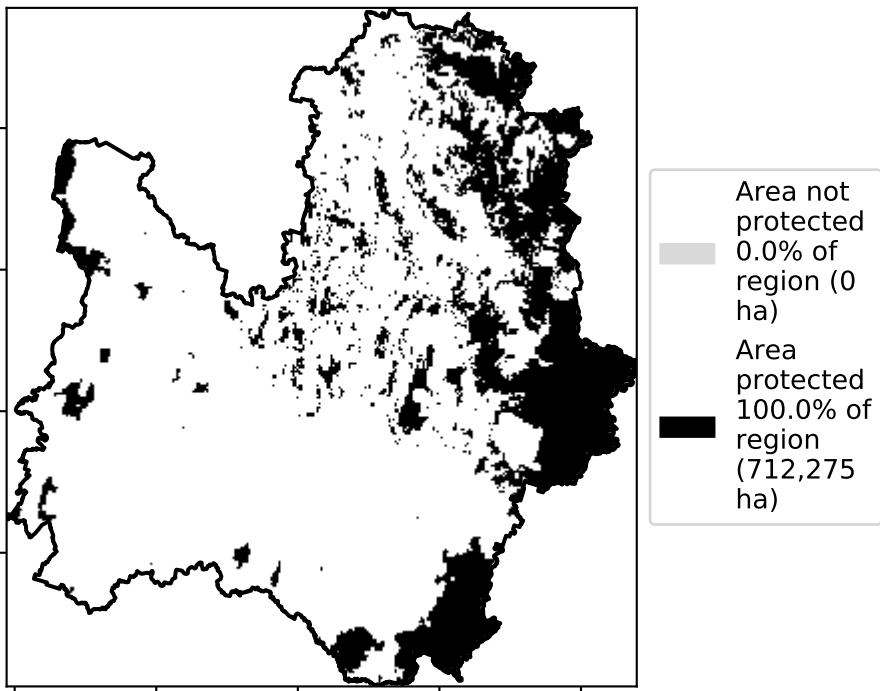 Area not
protected
0.0% of
region (0
ha)
Area
protected
100.0% of
region
(712,275
ha)